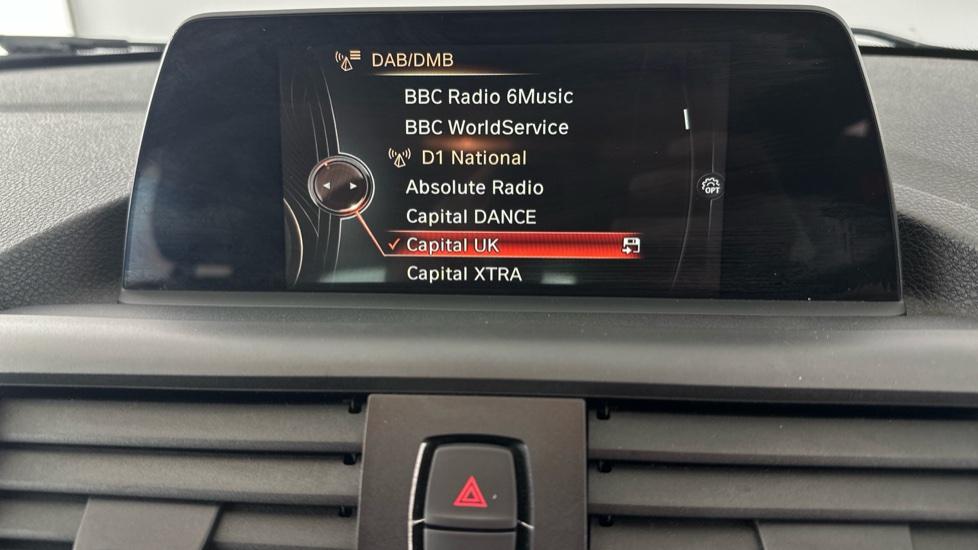 DAB/DMB
BBC Radio 6Music
BBC WorldService
D1 National
Absolute Radio
Capital DANCE
Capital UK
Capital XTRA
OPT